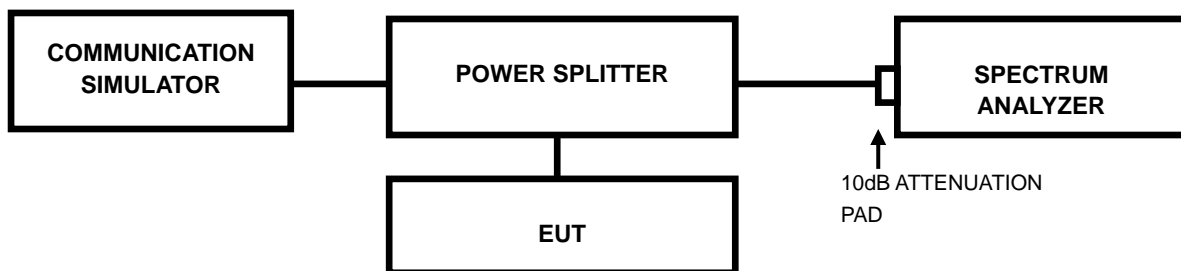 COMMUNICATION
SIMULATOR
POWER SPLITTER
SPECTRUM
ANALYZER
10dB ATTENUATION
PAD
EUT